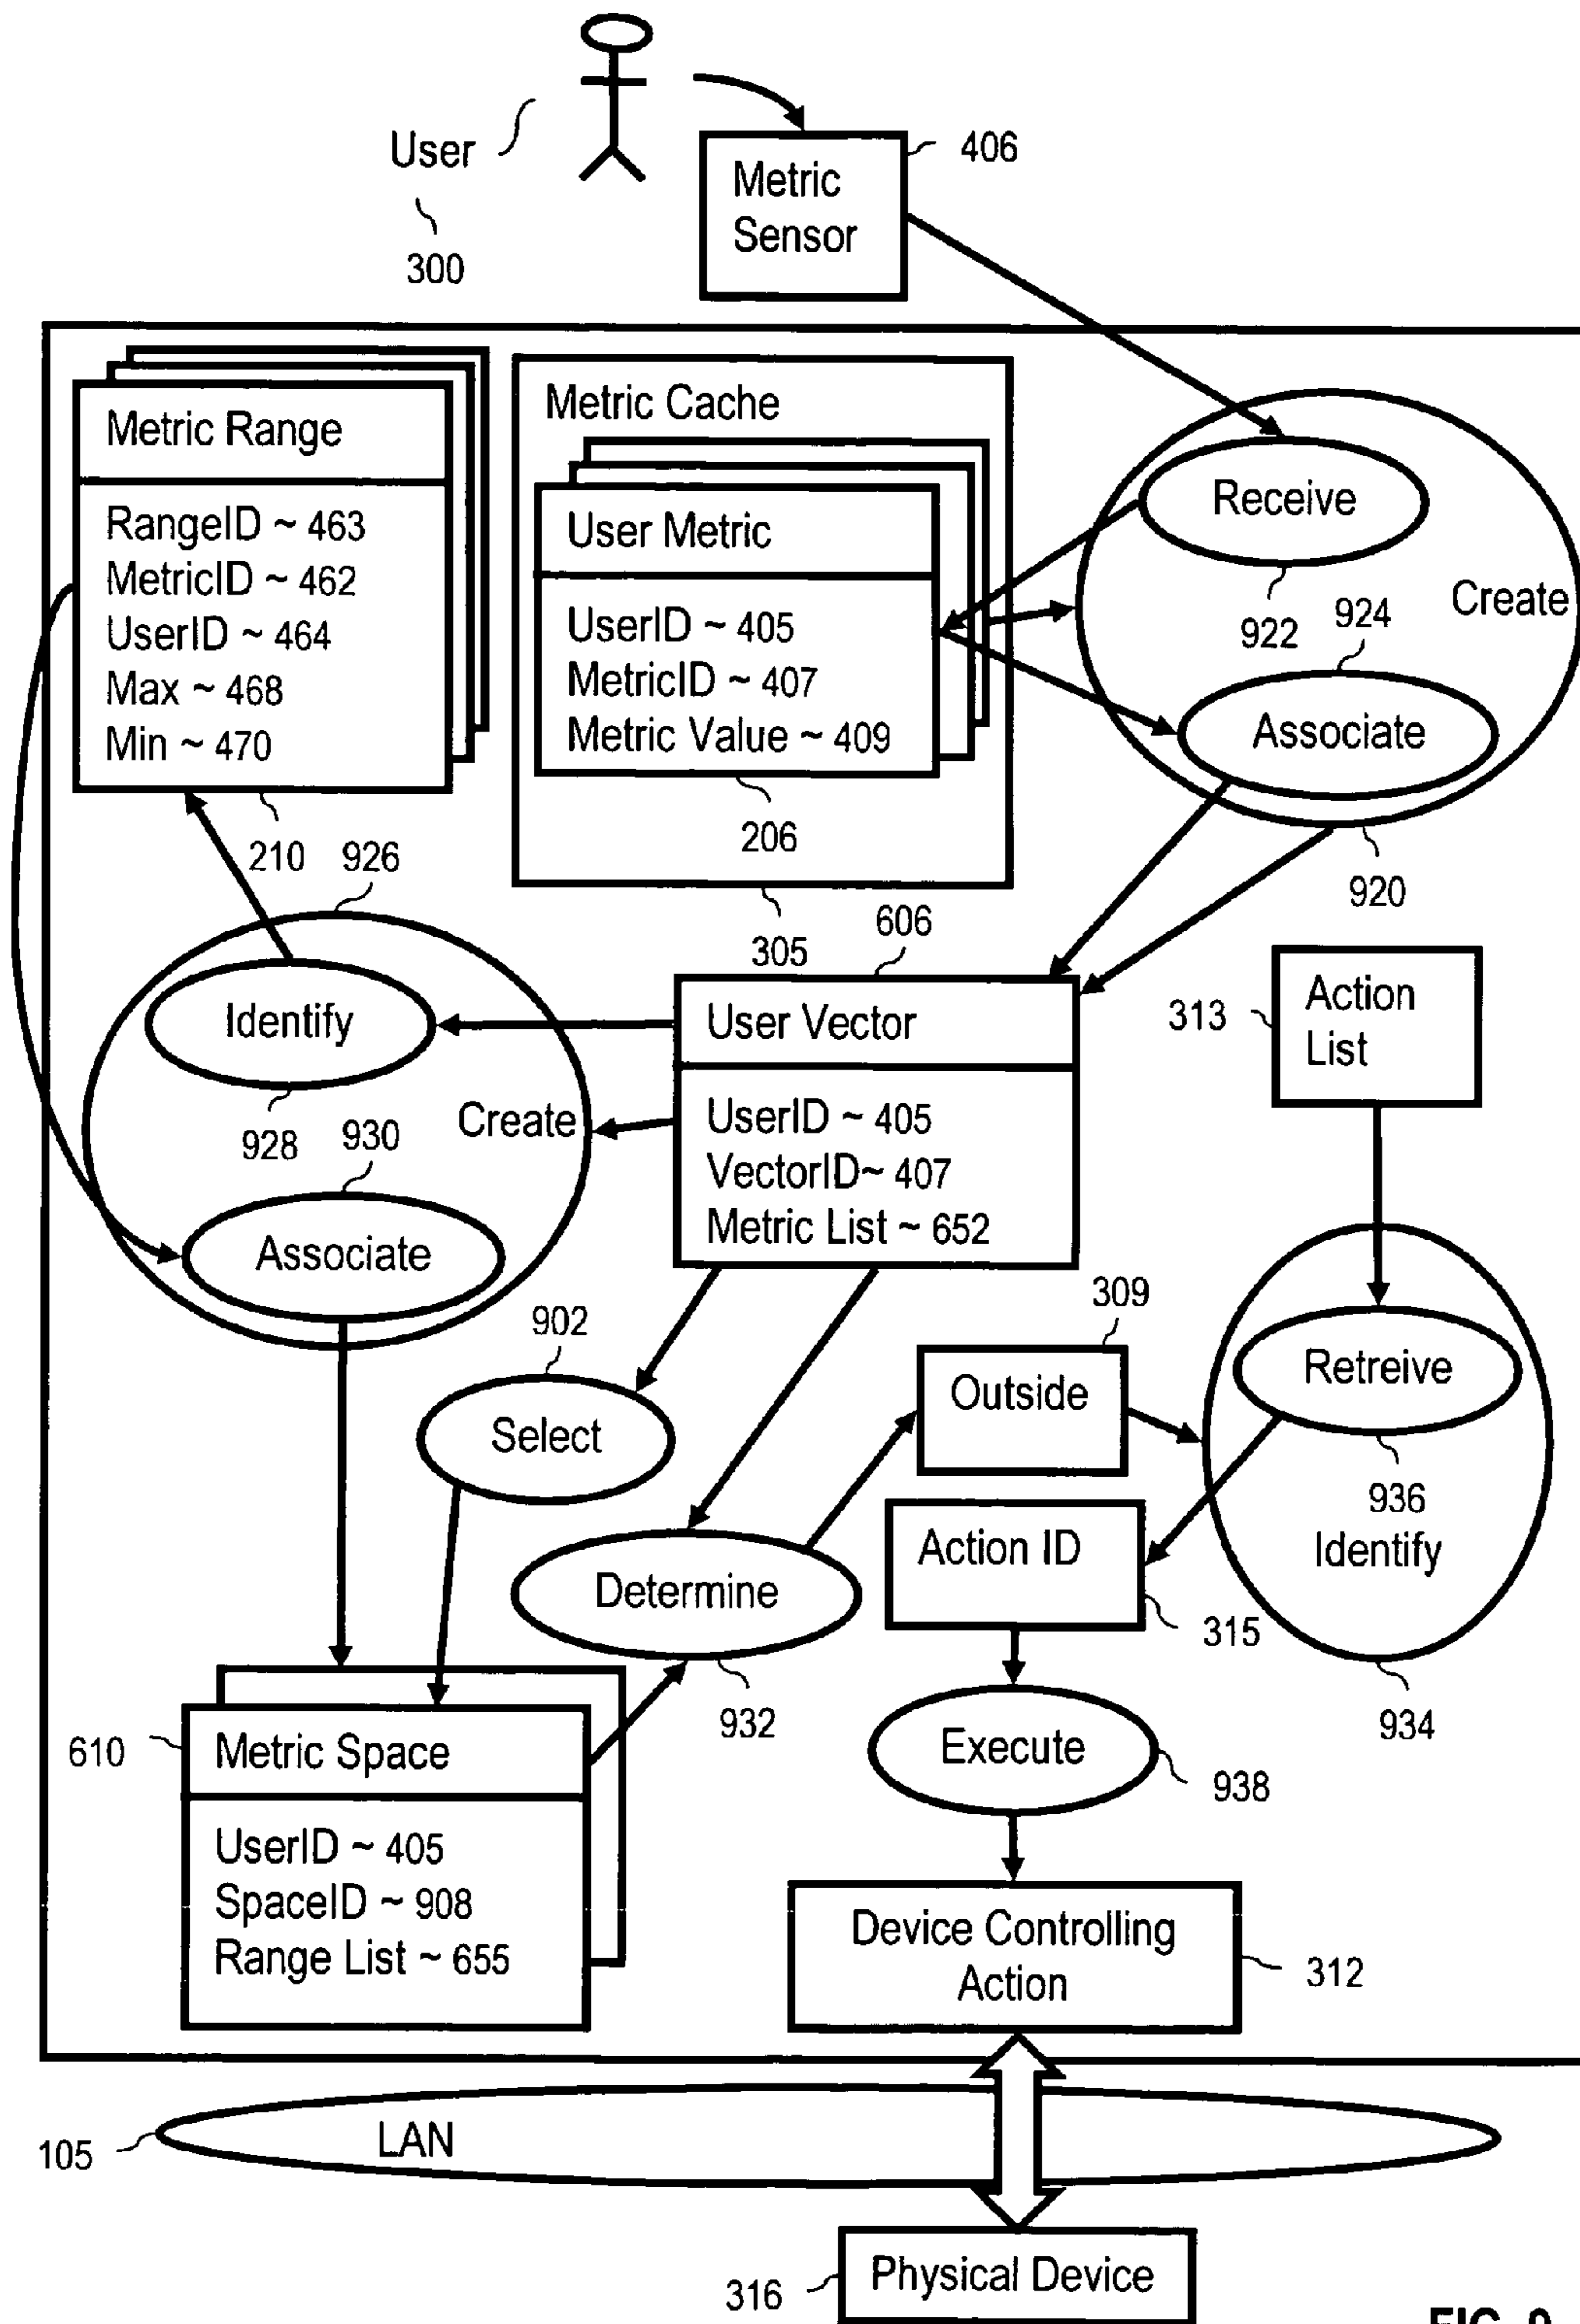 User
300
Metric
Sensor
406
Metric Range
RangeID ~ 463
MetricID ~ 462
UserID ~ 464
Max ~ 468
Min ~ 470
210
Metric Cache
User Metric
UserID ~ 405
MetricID ~ 407
Metric Value ~ 409
206
305
Receive
922
Create
924
Associate
920
926
Identify
928
Create
930
Associate
606
User Vector
UserID ~ 405
VectorID~ 407
Metric List ~ 652
313
Action
List
902
Select
309
Outside
Retreive
936
Identify
934
Determine
932
Action ID
315
Execute
938
610
Metric Space
UserID ~ 405
SpaceID ~ 908
Range List ~ 655
Device Controlling
Action
312
105
LAN
316
Physical Device
FIG. 9